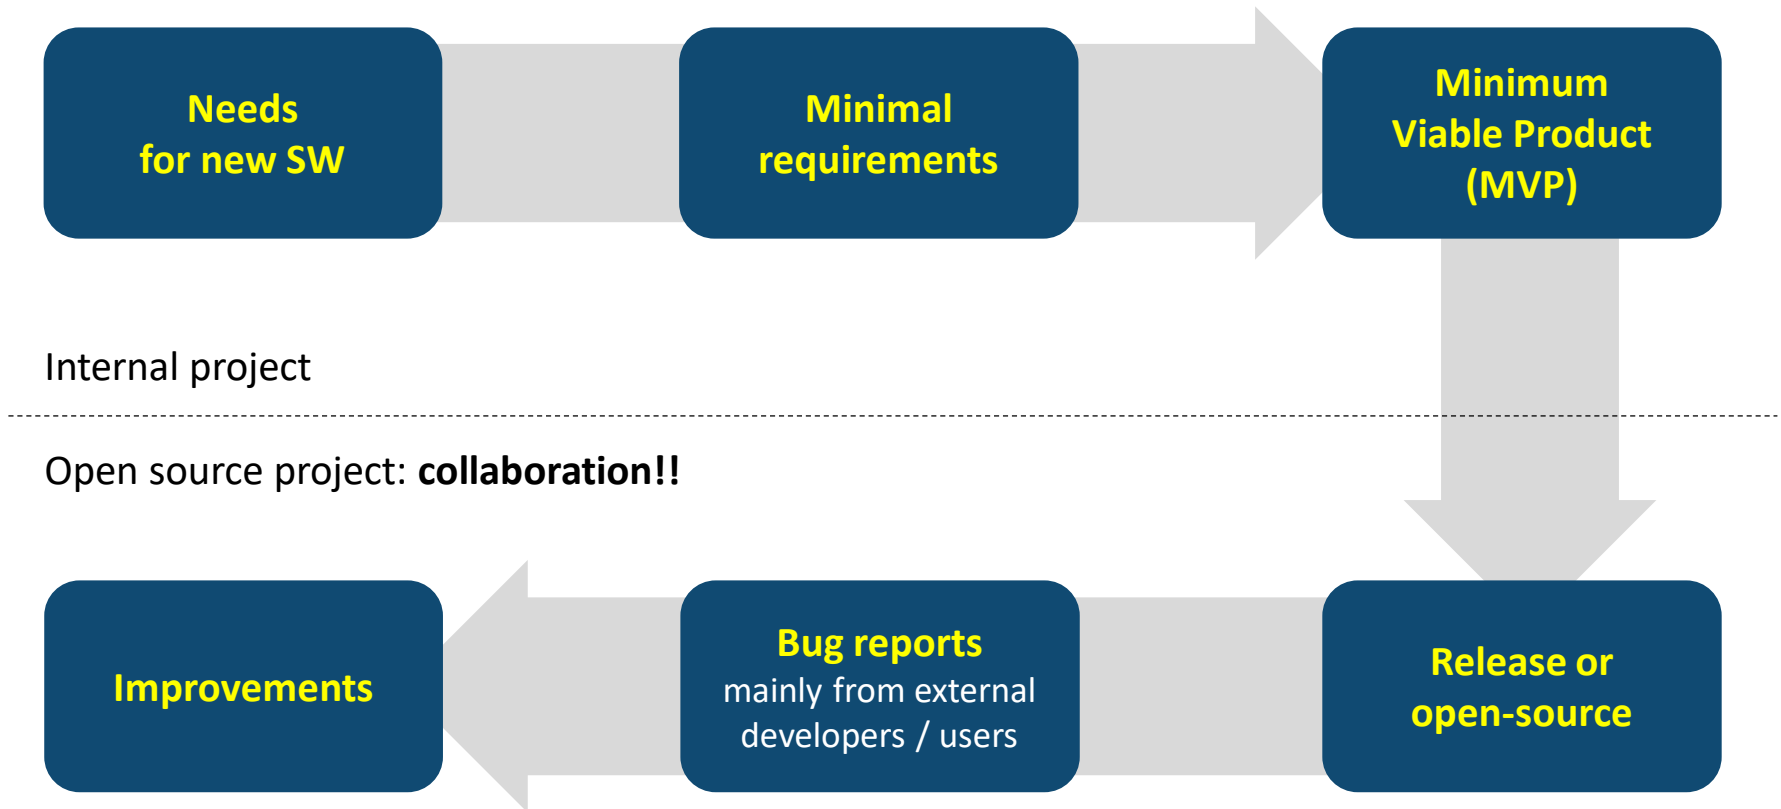 Needs
for new SW
Minimal
requirements
Minimum
Viable Product
(MVP)
Internal project
Open source project: collaboration!!
Improvements
Bug reports
mainly from external
developers / users
Release or
open-source